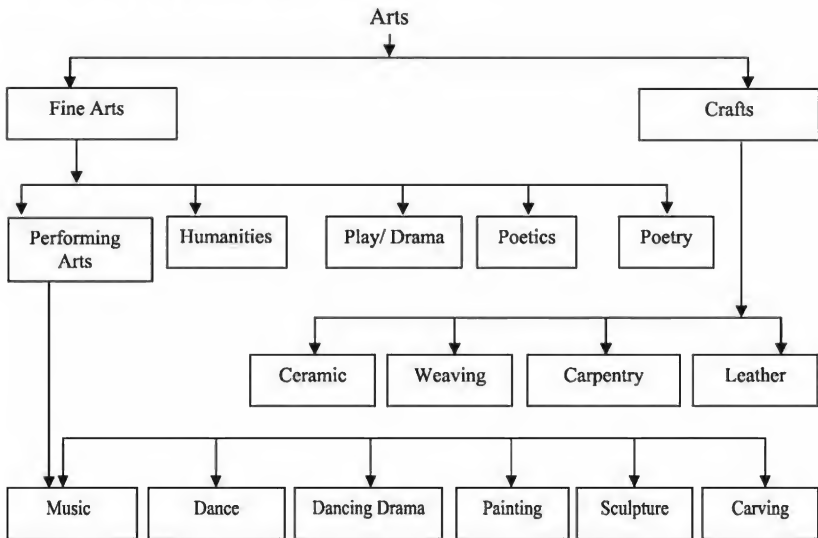 Arts
Fine Arts
Crafts
Performing
Arts
Humanities
Play/ Drama
Poetics
Poetry
Ceramic
Weaving
Carpentry
Leather
Music
Dance
Dancing Drama
Painting
Sculpture
Carving